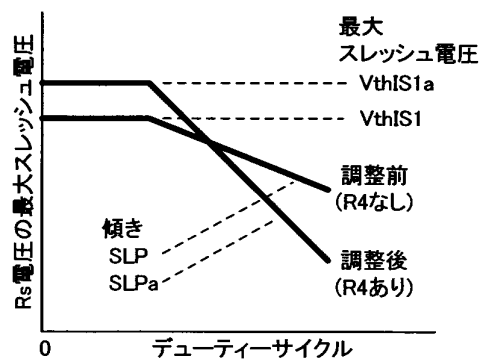 最大
スレッシュ電圧
VthIS1a
VthIS1
調整前
(R4なし)
傾き
SLP
SLPa
調整後
(R4あり)
Rs電圧の最大スレッシュ電圧
0
デューティーサイクル